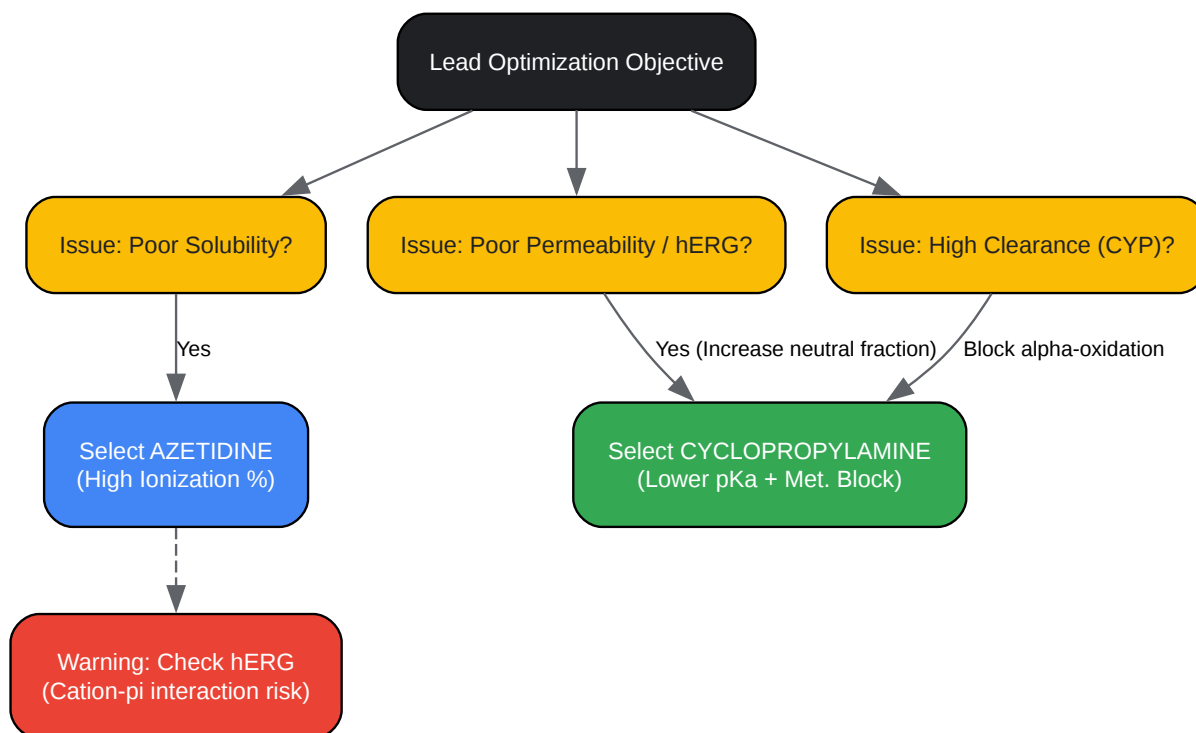 Lead Optimization Objective
Issue: Poor Solubility?
Issue: Poor Permeability / hERG?
Issue: High Clearance (CYP)?
Yes
Yes (Increase neutral fraction)
Block alpha-oxidation
Select AZETIDINE
(High Ionization %)
Select CYCLOPROPYLAMINE
(Lower pKa + Met. Block)
Warning: Check hERG
(Cation-pi interaction risk)